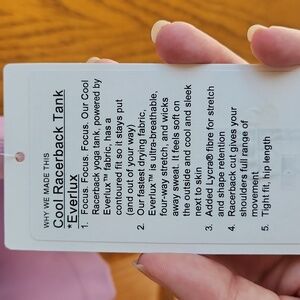 WHY WE MADE THIS
Cool Racerback Tank
*Everlux
1. Focus. Focus. Focus. Our Cool
Racerback yoga tank, powered by
Everlux™ fabric, has a
contoured fit so it stays put
(and out of your way)
2. Our fastest-drying fabric,
Everlux™ is ultra-breathable,
four-way stretch, and wicks
away sweat. It feels soft on
the outside and cool and sleek
next to skin
3. Added Lycra® fibre for stretch
and shape retention
4. Racerback cut gives your
shoulders full range of
movement
5. Tight fit, hip length